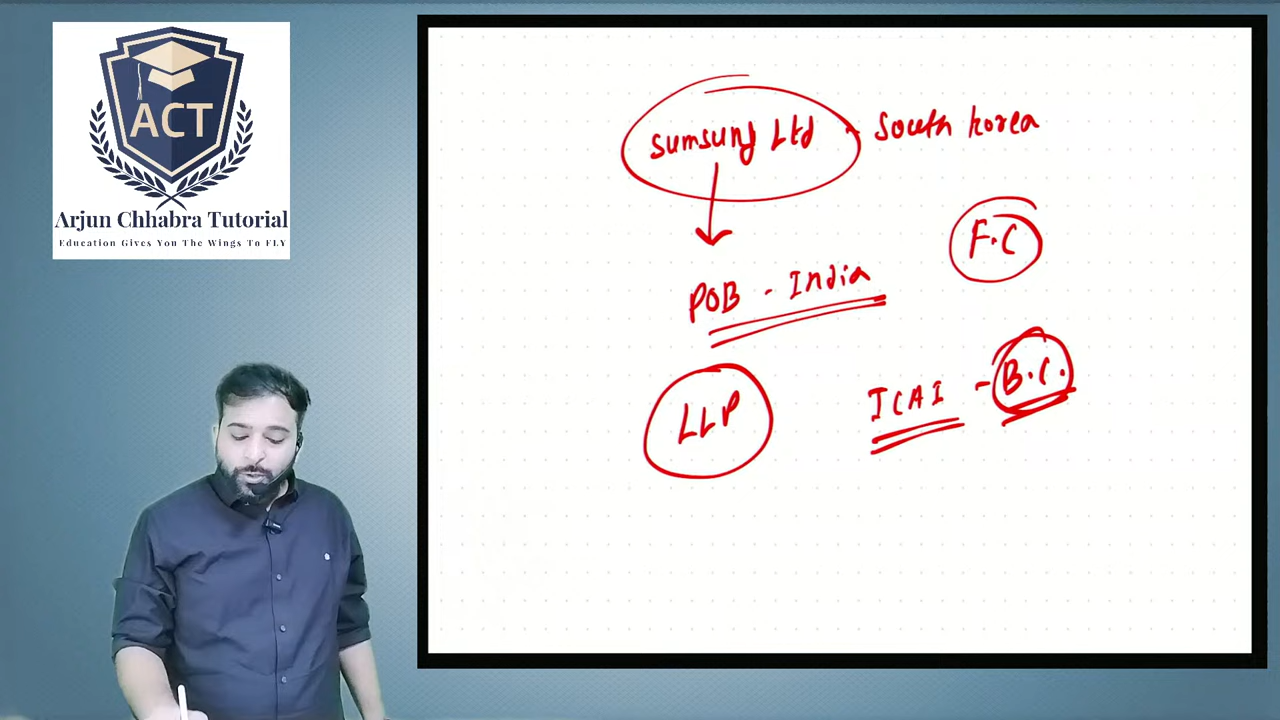 ACT
Arjun Chhabra Tutorial
Education Gives You The Wings To FLY
sumsung Ltd - South korea
F.C
POB - India
LLP
ICAI - B.C.